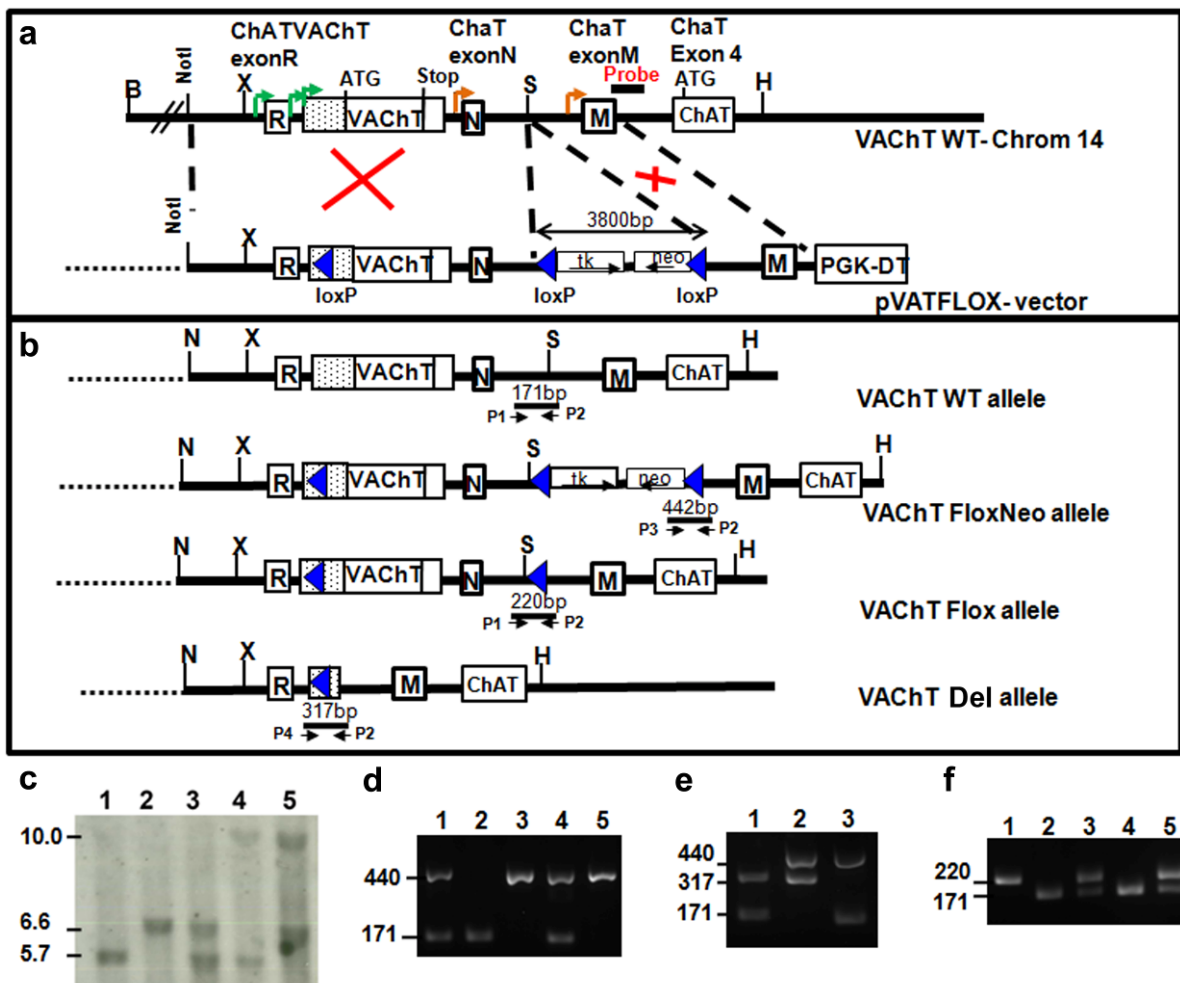 a
ChATVAChT
exonR
ChaT
exonN
ChaT
exonM
ChaT
Exon 4
Probe
B
NotI
X
ATG
Stop
S
ATG
H
R
VAChT
N
M
ChAT
VAChT WT- Chrom 14
3800bp
NotI
X
R
VAChT
N
tk
neo
M
PGK-DT
loxP
loxP
loxP
pVATFLOX- vector
b
N
X
S
H
R
VAChT
N
M
ChAT
171bp
P1
P2
VAChT WT allele
N
X
S
H
R
VAChT
N
tk
neo
M
ChAT
442bp
P3
P2
VAChT FloxNeo allele
N
X
S
H
R
VAChT
N
M
ChAT
220bp
P1
P2
VAChT Flox allele
N
X
H
R
M
ChAT
317bp
P4
P2
VAChT Del allele
c
1 2 3 4 5
10.0
6.6
5.7
d
1 2 3 4 5
440
171
e
1 2 3
440
317
171
f
1 2 3 4 5
220
171